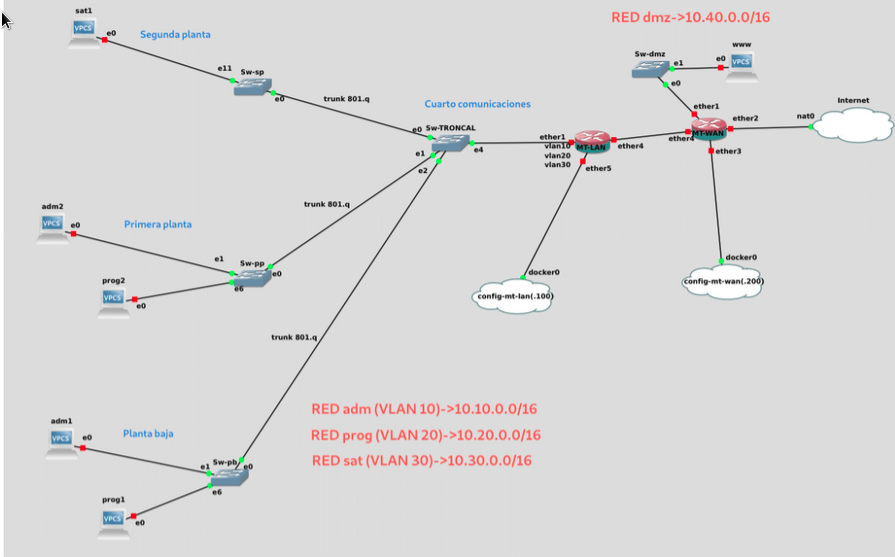 RED dmz->10.40.0.0/16
sat1
VPCS
e0
Segunda planta
e11
Sw-sp
e0
trunk 801.q
Sw-dmz
e1
e0
www
VPCS
e0
Cuarto comunicaciones
e0
Sw-TRONCAL
e1
e2
e4
ether1
vlan10
vlan20
vlan30
MT-LAN
ether4
ether5
ether1
ether2
MT-WAN
ether4
ether3
nat0
Internet
trunk 801.q
adm2
VPCS
e0
Primera planta
e1
Sw-pp
e0
e6
prog2
VPCS
e0
docker0
config-mt-lan(.100)
docker0
config-mt-wan(.200)
trunk 801.q
RED adm (VLAN 10)->10.10.0.0/16
RED prog (VLAN 20)->10.20.0.0/16
RED sat (VLAN 30)->10.30.0.0/16
adm1
VPCS
e0
Planta baja
e1
Sw-pb
e0
e6
prog1
VPCS
e0